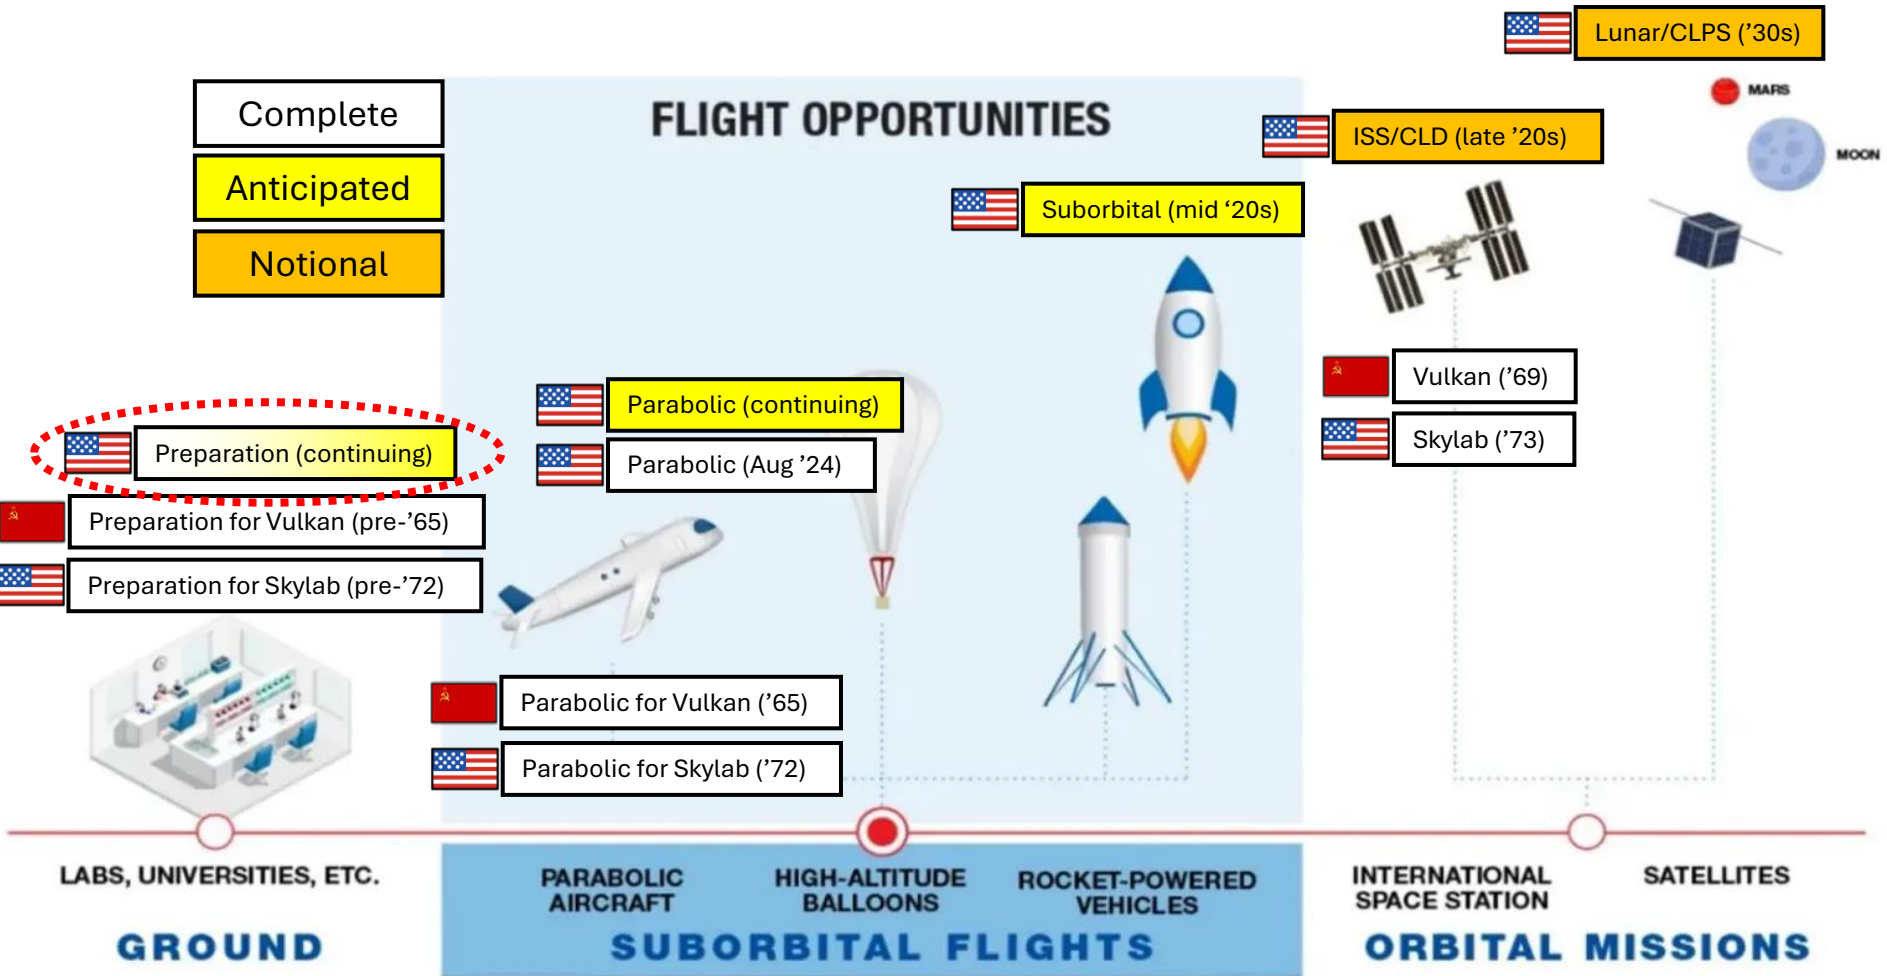 Lunar/CLPS (’30s)
MARS
MOON
Complete
Anticipated
Notional
FLIGHT OPPORTUNITIES
ISS/CLD (late ’20s)
Suborbital (mid ‘20s)
Vulkan (’69)
Skylab (’73)
Parabolic (continuing)
Parabolic (Aug ’24)
Preparation (continuing)
Preparation for Vulkan (pre-’65)
Preparation for Skylab (pre-’72)
Parabolic for Vulkan (’65)
Parabolic for Skylab (’72)
LABS, UNIVERSITIES, ETC.
PARABOLIC
AIRCRAFT
HIGH-ALTITUDE
BALLOONS
ROCKET-POWERED
VEHICLES
INTERNATIONAL
SPACE STATION
SATELLITES
GROUND
SUBORBITAL FLIGHTS
ORBITAL MISSIONS